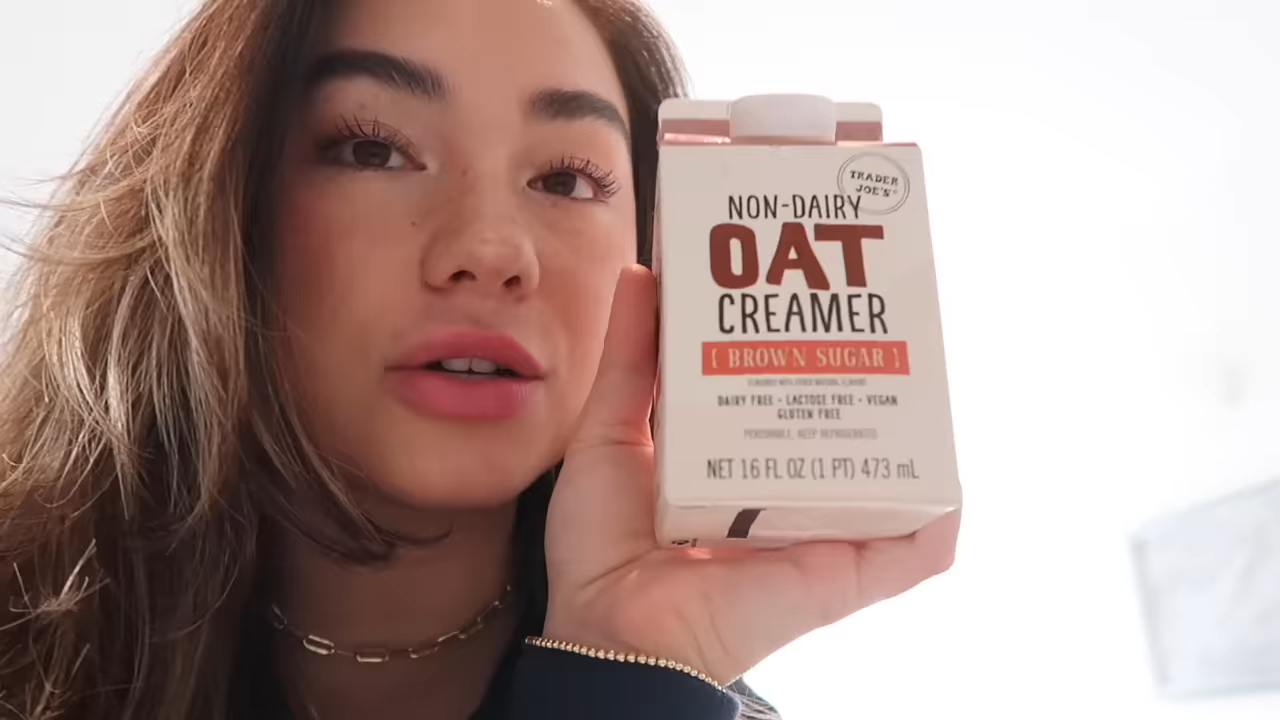 TRADER
JOE'S
NON-DAIRY
OAT
CREAMER
{ BROWN SUGAR }
DAIRY FREE • LACTOSE FREE • VEGAN
GLUTEN FREE
PERISHABLE, KEEP REFRIGERATED
NET 16 FL OZ (1 PT) 473 mL